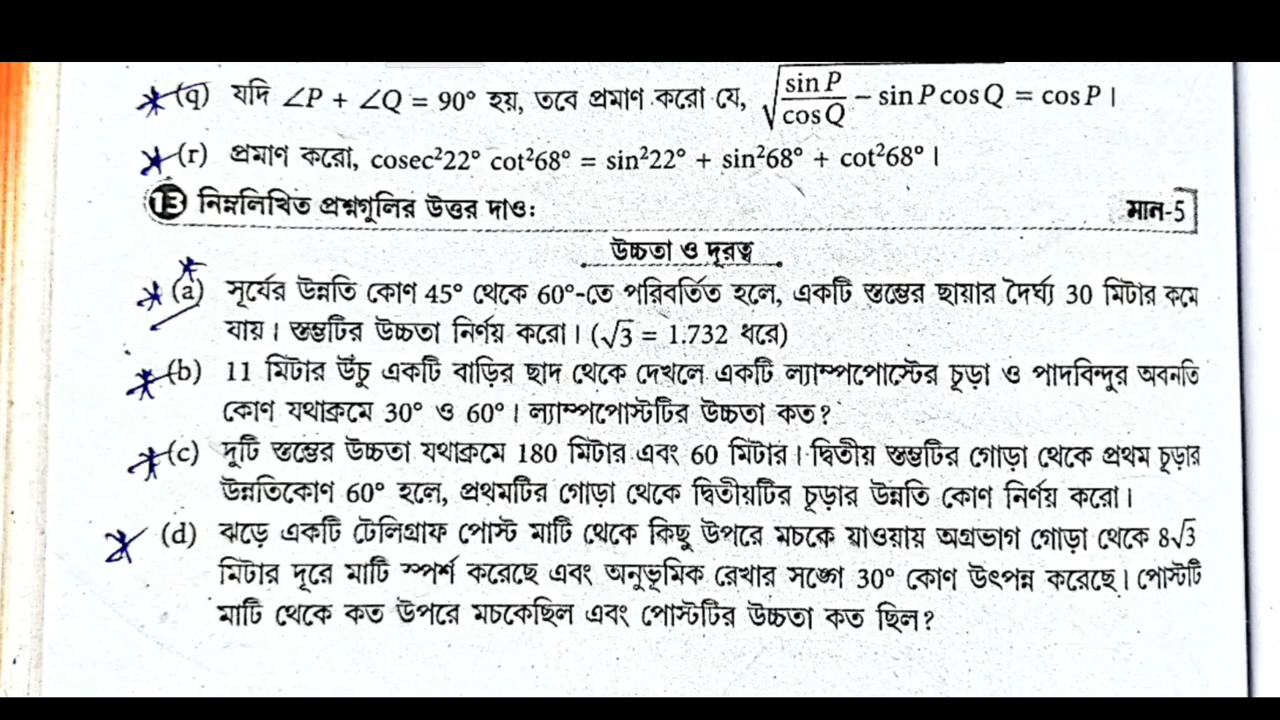 (q) যদি ∠P + ∠Q = 90° হয়, তবে প্রমাণ করো যে, √(sin P / cos Q − sin P cos Q) = cos P।
(r) প্রমাণ করো, cosec²22° cot²68° = sin²22° + sin²68° + cot²68°।
13 নিম্নলিখিত প্রশ্নগুলির উত্তর দাও: মান-5
উচ্চতা ও দূরত্ব
(a) সূর্যের উন্নতি কোণ 45° থেকে 60°-তে পরিবর্তিত হলে, একটি স্তম্ভের ছায়ার দৈর্ঘ্য 30 মিটার কমে
যায়। স্তম্ভটির উচ্চতা নির্ণয় করো। (√3 = 1.732 ধরে)
(b) 11 মিটার উঁচু একটি বাড়ির ছাদ থেকে দেখলে একটি ল্যাম্পপোস্টের চূড়া ও পাদবিন্দুর অবনতি
কোণ যথাক্রমে 30° ও 60°। ল্যাম্পপোস্টটির উচ্চতা কত?
(c) দুটি স্তম্ভের উচ্চতা যথাক্রমে 180 মিটার এবং 60 মিটার। দ্বিতীয় স্তম্ভটির গোড়া থেকে প্রথম চূড়ার
উন্নতিকোণ 60° হলে, প্রথমটির গোড়া থেকে দ্বিতীয়টির চূড়ার উন্নতি কোণ নির্ণয় করো।
(d) ঝড়ে একটি টেলিগ্রাফ পোস্ট মাটি থেকে কিছু উপরে মচকে যাওয়ায় অগ্রভাগ গোড়া থেকে 8√3
মিটার দূরে মাটি স্পর্শ করেছে এবং অনুভূমিক রেখার সঙ্গে 30° কোণ উৎপন্ন করেছে। পোস্টটি
মাটি থেকে কত উপরে মচকেছিল এবং পোস্টটির উচ্চতা কত ছিল?